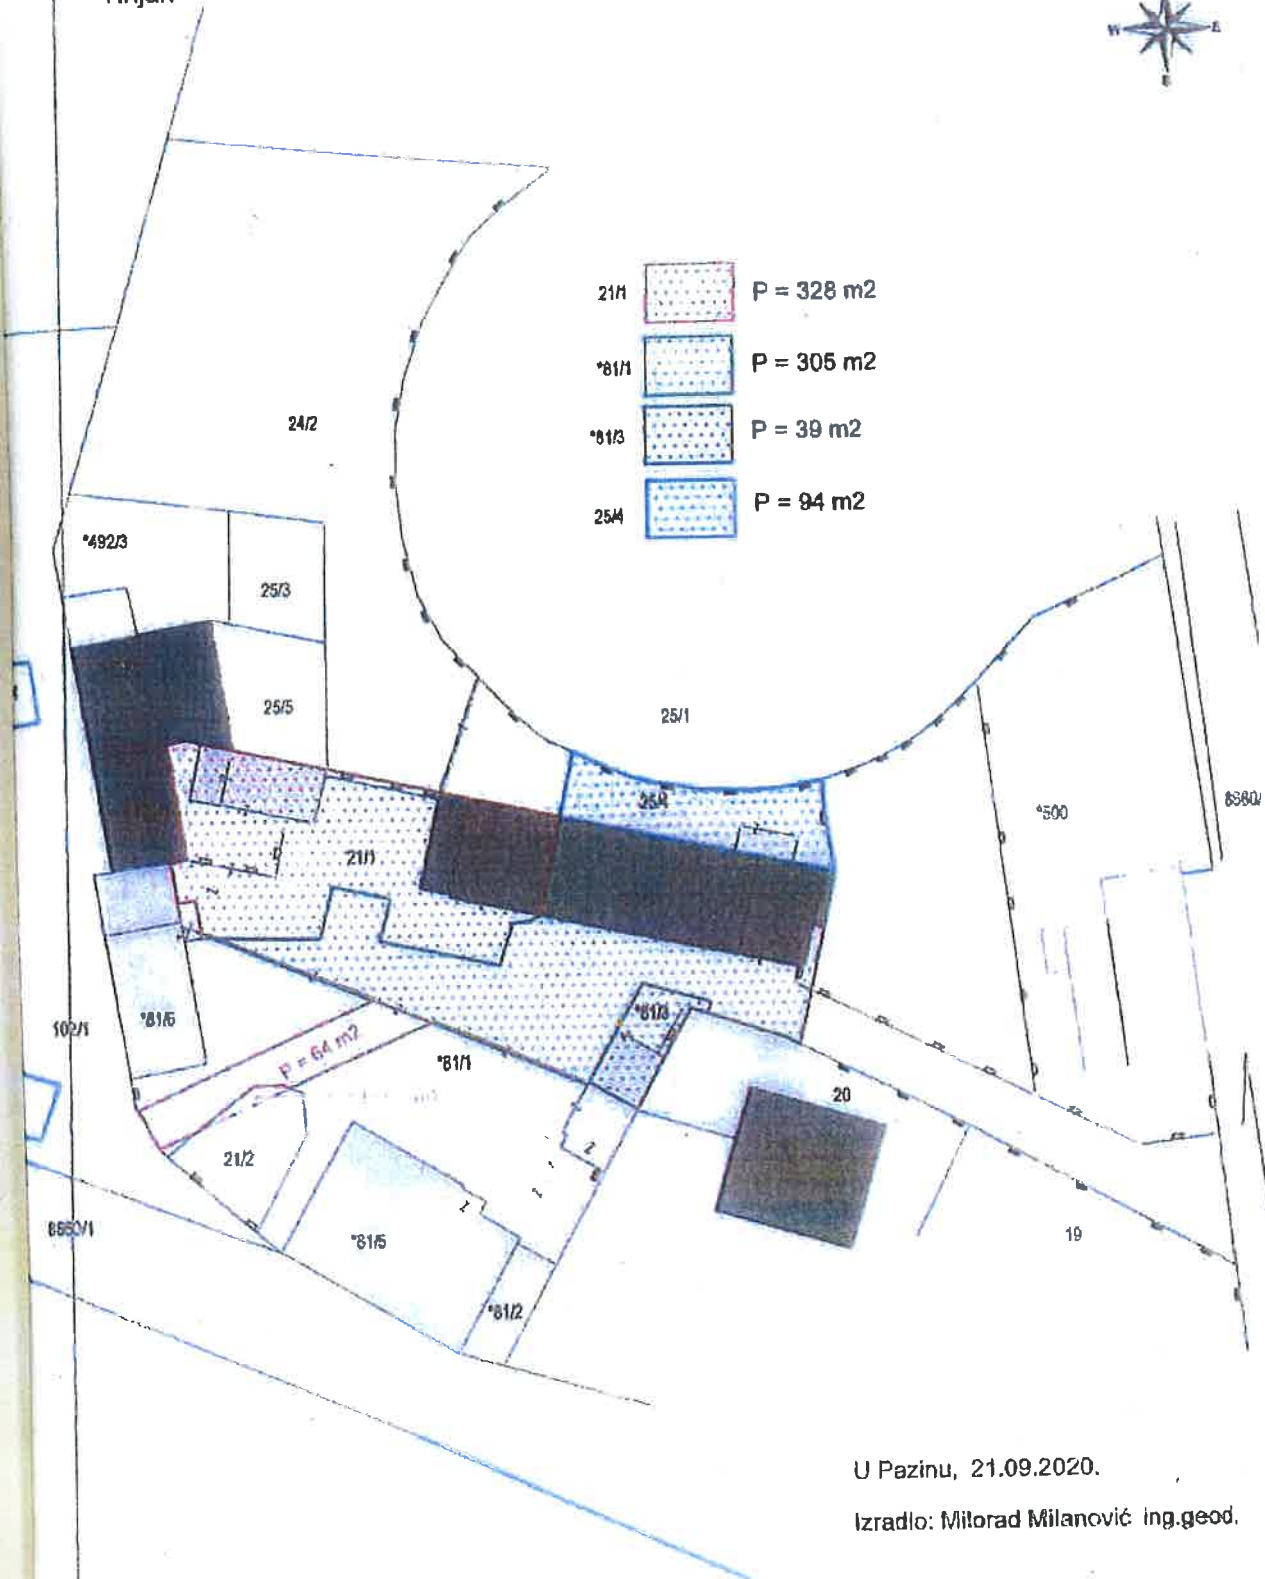 W E
S
21/1 P = 328 m2
*81/1 P = 305 m2
*81/3 P = 39 m2
25/4 P = 94 m2
24/2
*492/3
25/3
25/5
25/1
25/4
*500
8660/
21/1
*81/3
102/1
*81/6
P = 64 m2
*81/1
20
21/2
8660/1
*81/5
19
*81/2
U Pazinu, 21.09.2020.
Izradio: Milorad Milanović ing.geod.